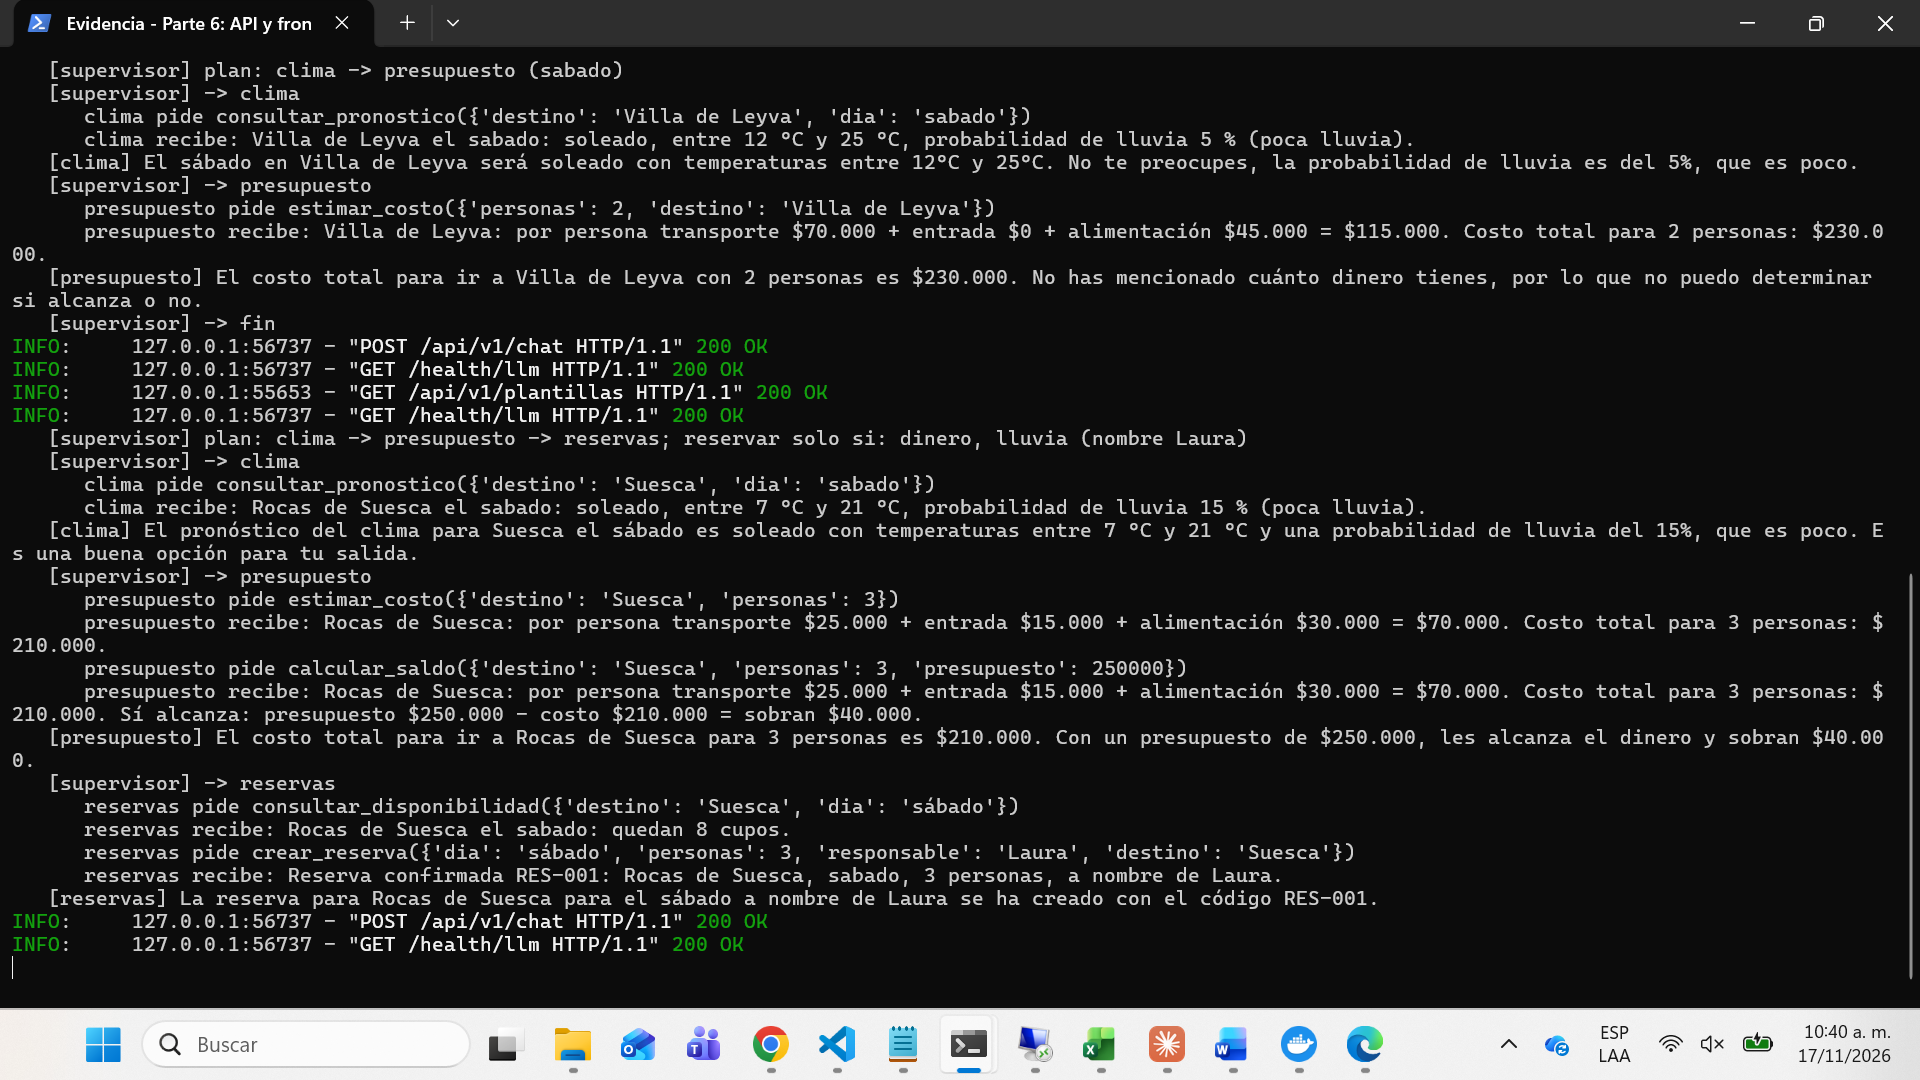 Evidencia - Parte 6: API y fron
[supervisor] plan: clima -> presupuesto (sabado)
[supervisor] -> clima
clima pide consultar_pronostico({'destino': 'Villa de Leyva', 'dia': 'sabado'})
clima recibe: Villa de Leyva el sabado: soleado, entre 12 °C y 25 °C, probabilidad de lluvia 5 % (poca lluvia).
[clima] El sábado en Villa de Leyva será soleado con temperaturas entre 12°C y 25°C. No te preocupes, la probabilidad de lluvia es del 5%, que es poco.
[supervisor] -> presupuesto
presupuesto pide estimar_costo({'personas': 2, 'destino': 'Villa de Leyva'})
presupuesto recibe: Villa de Leyva: por persona transporte $70.000 + entrada $0 + alimentación $45.000 = $115.000. Costo total para 2 personas: $230.0
00.
[presupuesto] El costo total para ir a Villa de Leyva con 2 personas es $230.000. No has mencionado cuánto dinero tienes, por lo que no puedo determinar
si alcanza o no.
[supervisor] -> fin
INFO:     127.0.0.1:56737 - "POST /api/v1/chat HTTP/1.1" 200 OK
INFO:     127.0.0.1:56737 - "GET /health/llm HTTP/1.1" 200 OK
INFO:     127.0.0.1:55653 - "GET /api/v1/plantillas HTTP/1.1" 200 OK
INFO:     127.0.0.1:56737 - "GET /health/llm HTTP/1.1" 200 OK
[supervisor] plan: clima -> presupuesto -> reservas; reservar solo si: dinero, lluvia (nombre Laura)
[supervisor] -> clima
clima pide consultar_pronostico({'destino': 'Suesca', 'dia': 'sabado'})
clima recibe: Rocas de Suesca el sabado: soleado, entre 7 °C y 21 °C, probabilidad de lluvia 15 % (poca lluvia).
[clima] El pronóstico del clima para Suesca el sábado es soleado con temperaturas entre 7 °C y 21 °C y una probabilidad de lluvia del 15%, que es poco. E
s una buena opción para tu salida.
[supervisor] -> presupuesto
presupuesto pide estimar_costo({'destino': 'Suesca', 'personas': 3})
presupuesto recibe: Rocas de Suesca: por persona transporte $25.000 + entrada $15.000 + alimentación $30.000 = $70.000. Costo total para 3 personas: $
210.000.
presupuesto pide calcular_saldo({'destino': 'Suesca', 'personas': 3, 'presupuesto': 250000})
presupuesto recibe: Rocas de Suesca: por persona transporte $25.000 + entrada $15.000 + alimentación $30.000 = $70.000. Costo total para 3 personas: $
210.000. Sí alcanza: presupuesto $250.000 - costo $210.000 = sobran $40.000.
[presupuesto] El costo total para ir a Rocas de Suesca para 3 personas es $210.000. Con un presupuesto de $250.000, les alcanza el dinero y sobran $40.00
0.
[supervisor] -> reservas
reservas pide consultar_disponibilidad({'destino': 'Suesca', 'dia': 'sábado'})
reservas recibe: Rocas de Suesca el sabado: quedan 8 cupos.
reservas pide crear_reserva({'dia': 'sábado', 'personas': 3, 'responsable': 'Laura', 'destino': 'Suesca'})
reservas recibe: Reserva confirmada RES-001: Rocas de Suesca, sabado, 3 personas, a nombre de Laura.
[reservas] La reserva para Rocas de Suesca para el sábado a nombre de Laura se ha creado con el código RES-001.
INFO:     127.0.0.1:56737 - "POST /api/v1/chat HTTP/1.1" 200 OK
INFO:     127.0.0.1:56737 - "GET /health/llm HTTP/1.1" 200 OK
Buscar
ESP
LAA
10:40 a. m.
17/11/2026